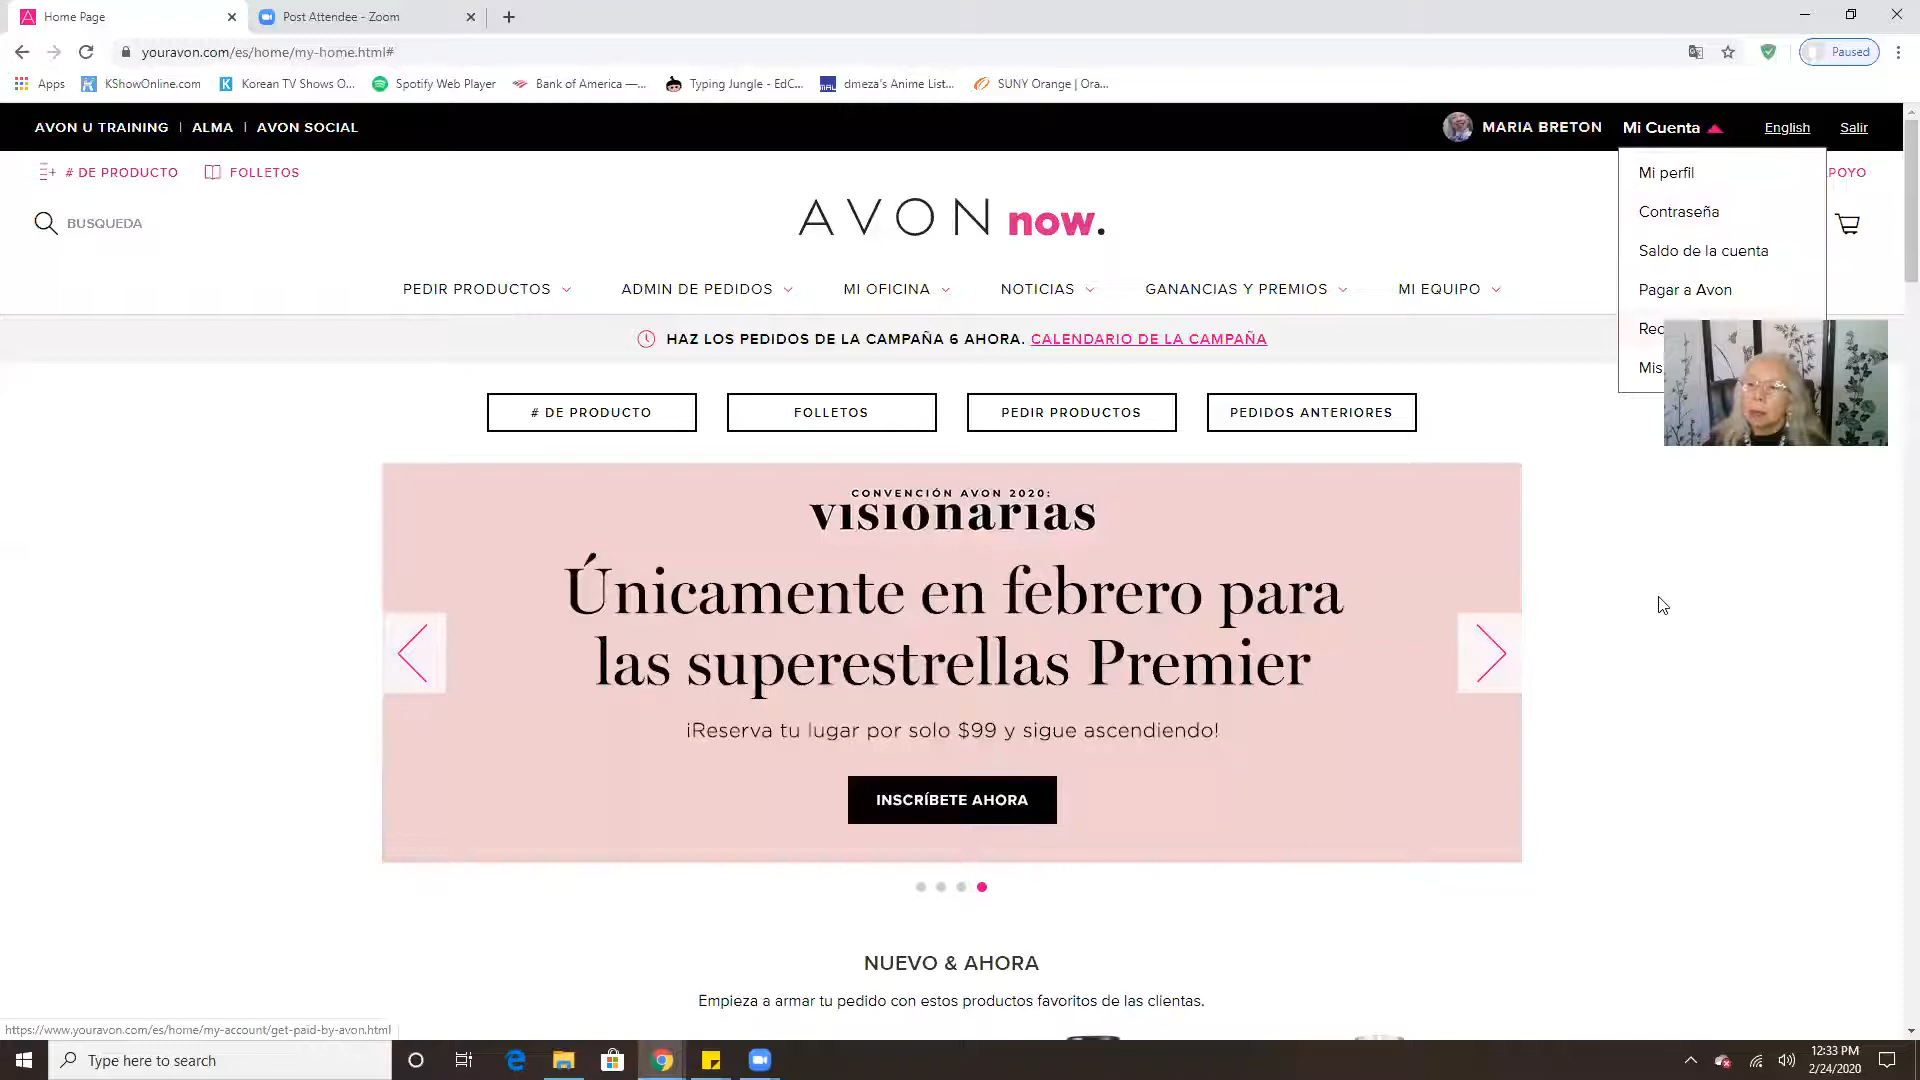 Home Page
Post Attendee - Zoom
youravon.com/es/home/my-home.html#
Paused
Apps
KShowOnline.com
Korean TV Shows O...
Spotify Web Player
Bank of America —...
Typing Jungle - EdC...
dmeza's Anime List...
SUNY Orange | Ora...
AVON U TRAINING | ALMA | AVON SOCIAL
MARIA BRETON
Mi Cuenta
English
Salir
# DE PRODUCTO
FOLLETOS
Mi perfil
POYO
BUSQUEDA
AVON now.
Contraseña
Saldo de la cuenta
PEDIR PRODUCTOS
ADMIN DE PEDIDOS
MI OFICINA
NOTICIAS
GANANCIAS Y PREMIOS
MI EQUIPO
Pagar a Avon
Rec
Mis
HAZ LOS PEDIDOS DE LA CAMPAÑA 6 AHORA. CALENDARIO DE LA CAMPAÑA
# DE PRODUCTO
FOLLETOS
PEDIR PRODUCTOS
PEDIDOS ANTERIORES
CONVENCIÓN AVON 2020:
visionarias
Únicamente en febrero para
las superestrellas Premier
¡Reserva tu lugar por solo $99 y sigue ascendiendo!
INSCRÍBETE AHORA
NUEVO & AHORA
Empieza a armar tu pedido con estos productos favoritos de las clientas.
https://www.youravon.com/es/home/my-account/get-paid-by-avon.html
Type here to search
12:33 PM
2/24/2020